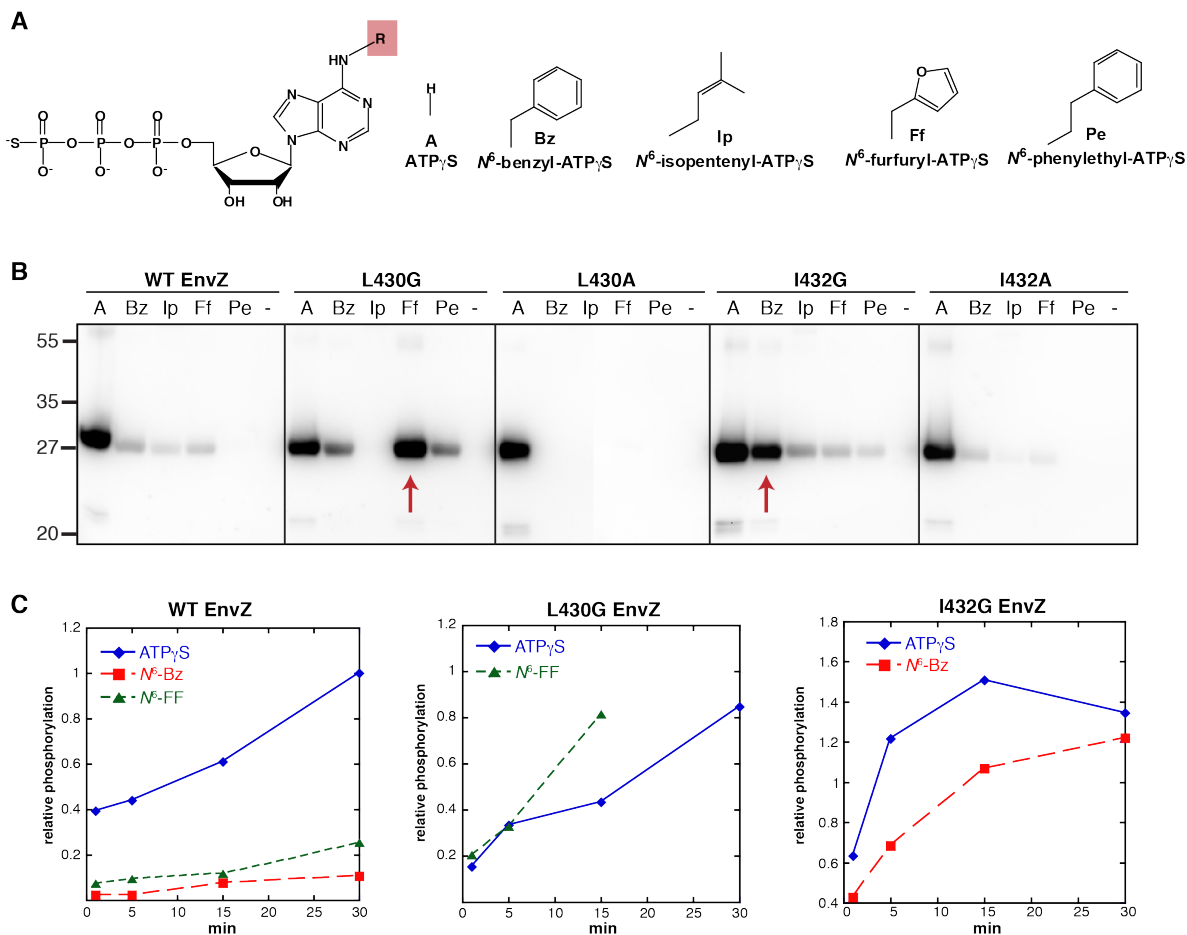 A
R
HN
N
N
N
N
O O O
-S P O P O P O
O- O- O-
O
OH OH
H
A
ATPγS
Bz
N6-benzyl-ATPγS
Ip
N6-isopentenyl-ATPγS
O
Ff
N6-furfuryl-ATPγS
Pe
N6-phenylethyl-ATPγS
B
WT EnvZ L430G L430A I432G I432A
A Bz Ip Ff Pe - A Bz Ip Ff Pe - A Bz Ip Ff Pe - A Bz Ip Ff Pe - A Bz Ip Ff Pe -
55
35
27
20
C
WT EnvZ
relative phosphorylation
1.2
1
0.8
0.6
0.4
0.2
ATPγS
N6-Bz
N6-FF
0 5 10 15 20 25 30
min
L430G EnvZ
relative phosphorylation
1.2
1
0.8
0.6
0.4
0.2
ATPγS
N6-FF
0 5 10 15 20 25 30
min
I432G EnvZ
relative phosphorylation
1.8
1.6
1.4
1.2
1
0.8
0.6
0.4
ATPγS
N6-Bz
0 5 10 15 20 25 30
min